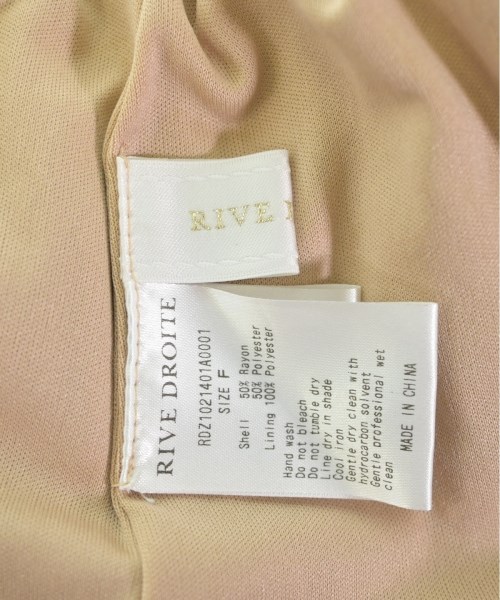 RIVE
RIVE DROITE
RDZ1021401A0001
SIZE F
Shell 50% Rayon
50% Polyester
Lining 100% Polyester
Hand wash
Do not bleach
Do not tumble dry
Line dry in shade
Cool iron
Gentle dry clean with
hydrocarbon solvent
Gentle professional wet
clean
MADE IN CHINA